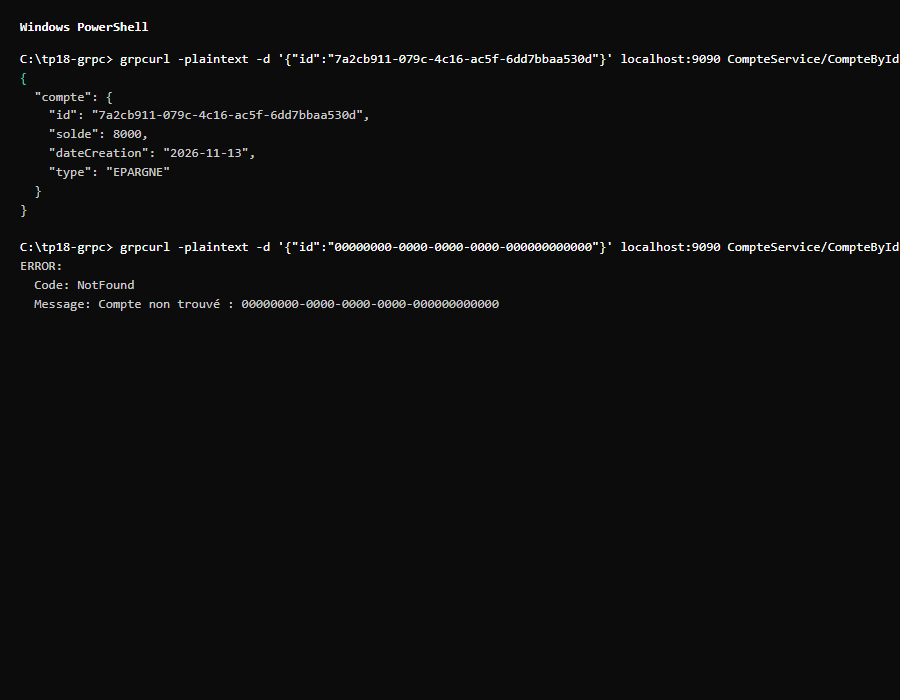 Windows PowerShell
C:\tp18-grpc> grpcurl -plaintext -d '{"id":"7a2cb911-079c-4c16-ac5f-6dd7bbaa530d"}' localhost:9090 CompteService/CompteById
{
  "compte": {
    "id": "7a2cb911-079c-4c16-ac5f-6dd7bbaa530d",
    "solde": 8000,
    "dateCreation": "2026-11-13",
    "type": "EPARGNE"
  }
}
C:\tp18-grpc> grpcurl -plaintext -d '{"id":"00000000-0000-0000-0000-000000000000"}' localhost:9090 CompteService/CompteById
ERROR:
  Code: NotFound
  Message: Compte non trouvé : 00000000-0000-0000-0000-000000000000